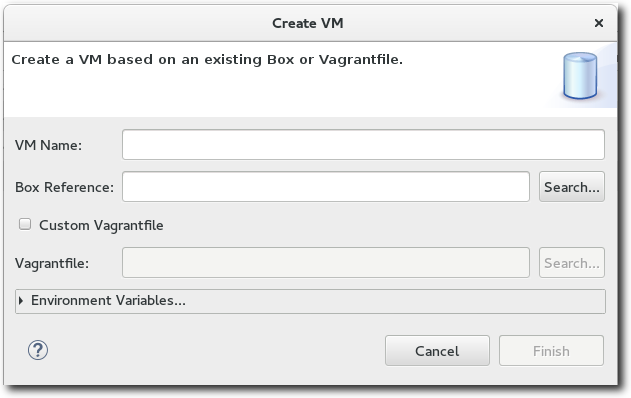 Create VM
Create a VM based on an existing Box or Vagrantfile.
VM Name:
Box Reference:
Search...
Custom Vagrantfile
Vagrantfile:
Search...
Environment Variables...
?
Cancel
Finish